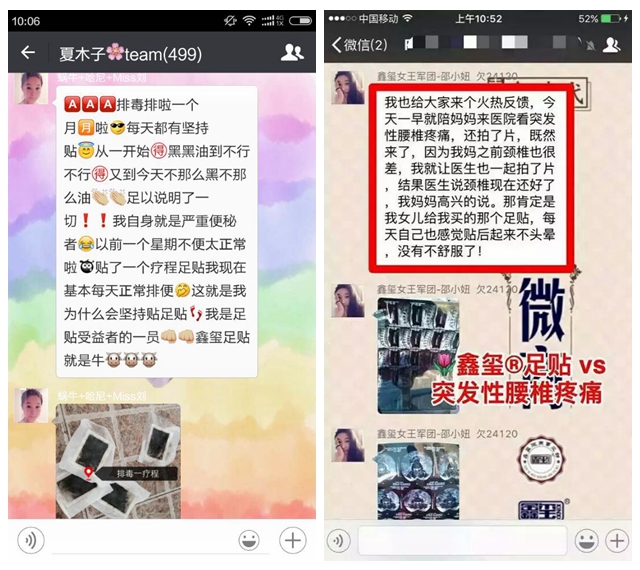 10:06
夏木子🌸team(499)
蜗牛+哈尼+Miss刘
🅰🅰🅰排毒排啦一个
月🈷啦😎每天都有坚持
贴😇从一开始🉐黑黑油到不行
不行🉐又到今天不那么黑不那
么油👏🏻👏🏻足以说明了一
切❗❗我自身就是严重便秘
者😂以前一个星期不便太正常
啦👿贴了一个疗程足贴我现在
基本每天正常排便🤣这就是我
为什么会坚持贴足贴👣我是足
贴受益者的一员👊🏻👊🏻鑫玺足贴
就是牛🐮🐮🐮
蜗牛+哈尼+Miss刘
排毒一疗程
中国移动
上午10:52
52%
微信(2)
鑫玺女王军团-邵小妞 欠24120
我也给大家来个火热反馈，今
天一早就陪妈妈来医院看突发
性腰椎疼痛，还拍了片，既然
来了，因为我妈之前颈椎也很
差，我就让医生也一起拍了片
，结果医生说颈椎现在还好了
，我妈妈高兴的说。那肯定是
我女儿给我买的那个足贴，每
天自己也感觉贴后起来不头晕
，没有不舒服了！
鑫玺女王军团-邵小妞 欠24120
微
🌷鑫玺®足贴 vs
突发性腰椎疼痛
鑫玺女王军团-邵小妞 欠24120
鑫玺